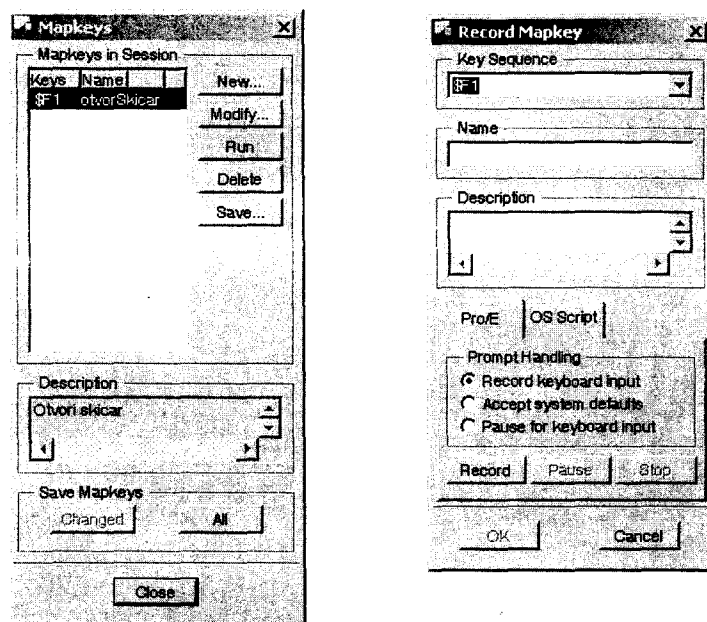 Mapkeys
Mapkeys in Session
Keys Name
$F1 otvorSkicar
New...
Modify...
Run
Delete
Save...
Description
Otvori skicar
Save Mapkeys
Changed All
Close
Record Mapkey
Key Sequence
$F1
Name
Description
Pro/E OS Script
Prompt Handling
Record keyboard input
Accept system defaults
Pause for keyboard input
Record Pause Stop
OK Cancel